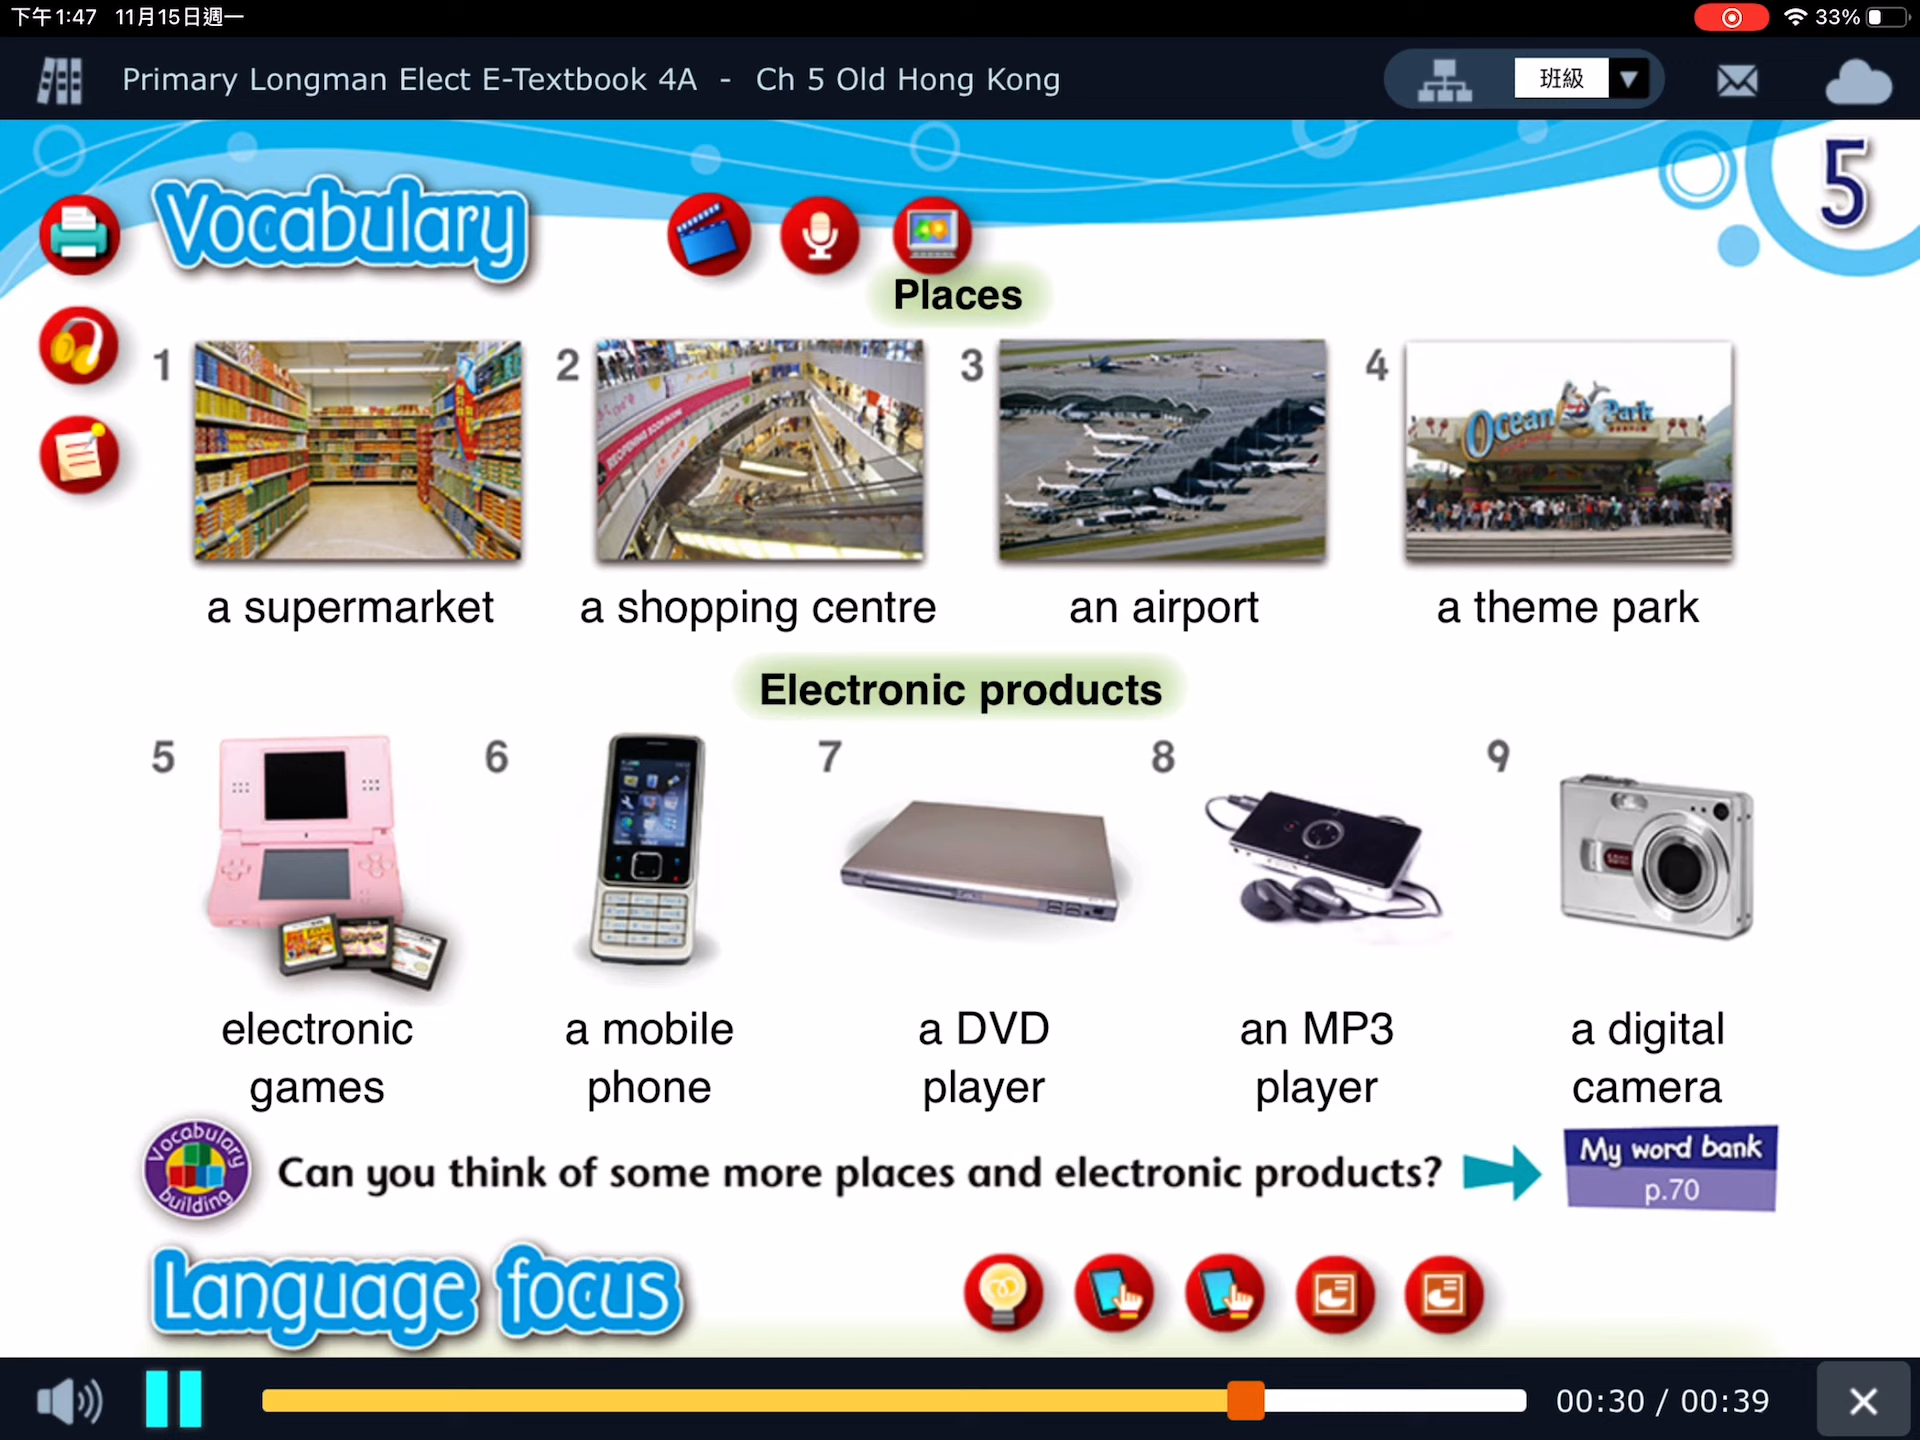 下午1:47 11月15日週一
33%
Primary Longman Elect E-Textbook 4A - Ch 5 Old Hong Kong
班級
5
Vocabulary
Places
1
2
3
4
REOPENING BOOK NOOK
Ocean Park
a supermarket
a shopping centre
an airport
a theme park
Electronic products
5
6
7
8
9
electronic games
a mobile phone
a DVD player
an MP3 player
a digital camera
Vocabulary building
Can you think of some more places and electronic products?
My word bank
p.70
Language focus
00:30 / 00:39